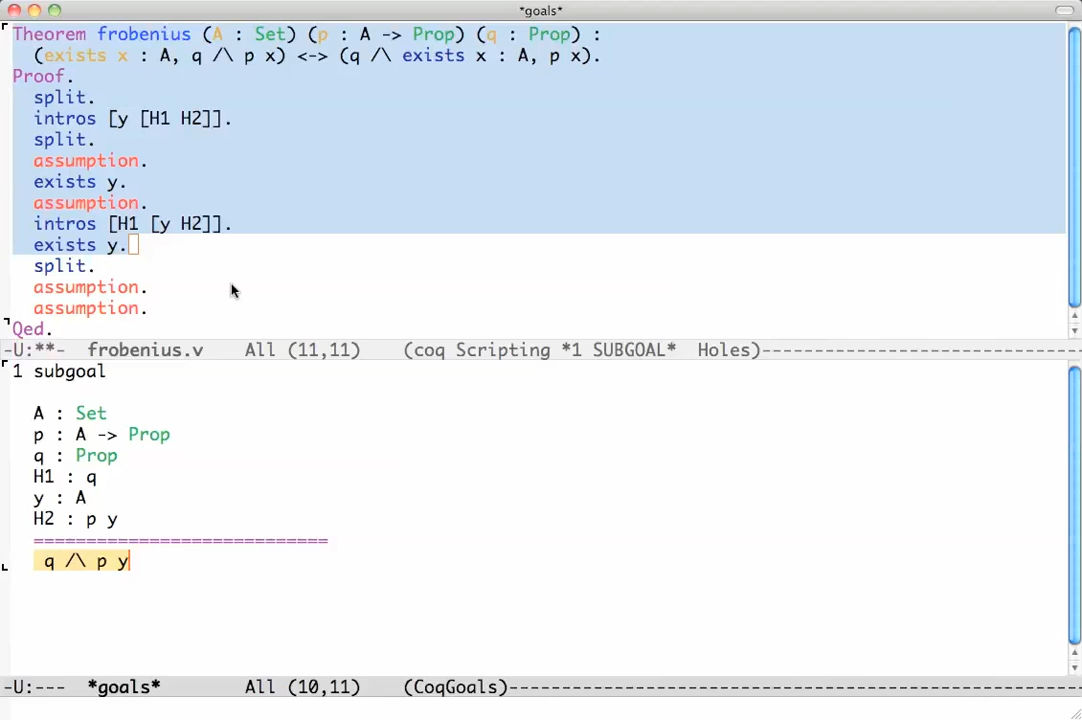 *goals*
Theorem frobenius (A : Set) (p : A -> Prop) (q : Prop) :
  (exists x : A, q /\ p x) <-> (q /\ exists x : A, p x).
Proof.
  split.
  intros [y [H1 H2]].
  split.
  assumption.
  exists y.
  assumption.
  intros [H1 [y H2]].
  exists y.
  split.
  assumption.
  assumption.
Qed.
-U:**-  frobenius.v    All (11,11)    (coq Scripting *1 SUBGOAL*  Holes)-----------------------------
1 subgoal
  A : Set
  p : A -> Prop
  q : Prop
  H1 : q
  y : A
  H2 : p y
  ============================
   q /\ p y
-U:---  *goals*        All (10,11)    (CoqGoals)-----------------------------------------------------